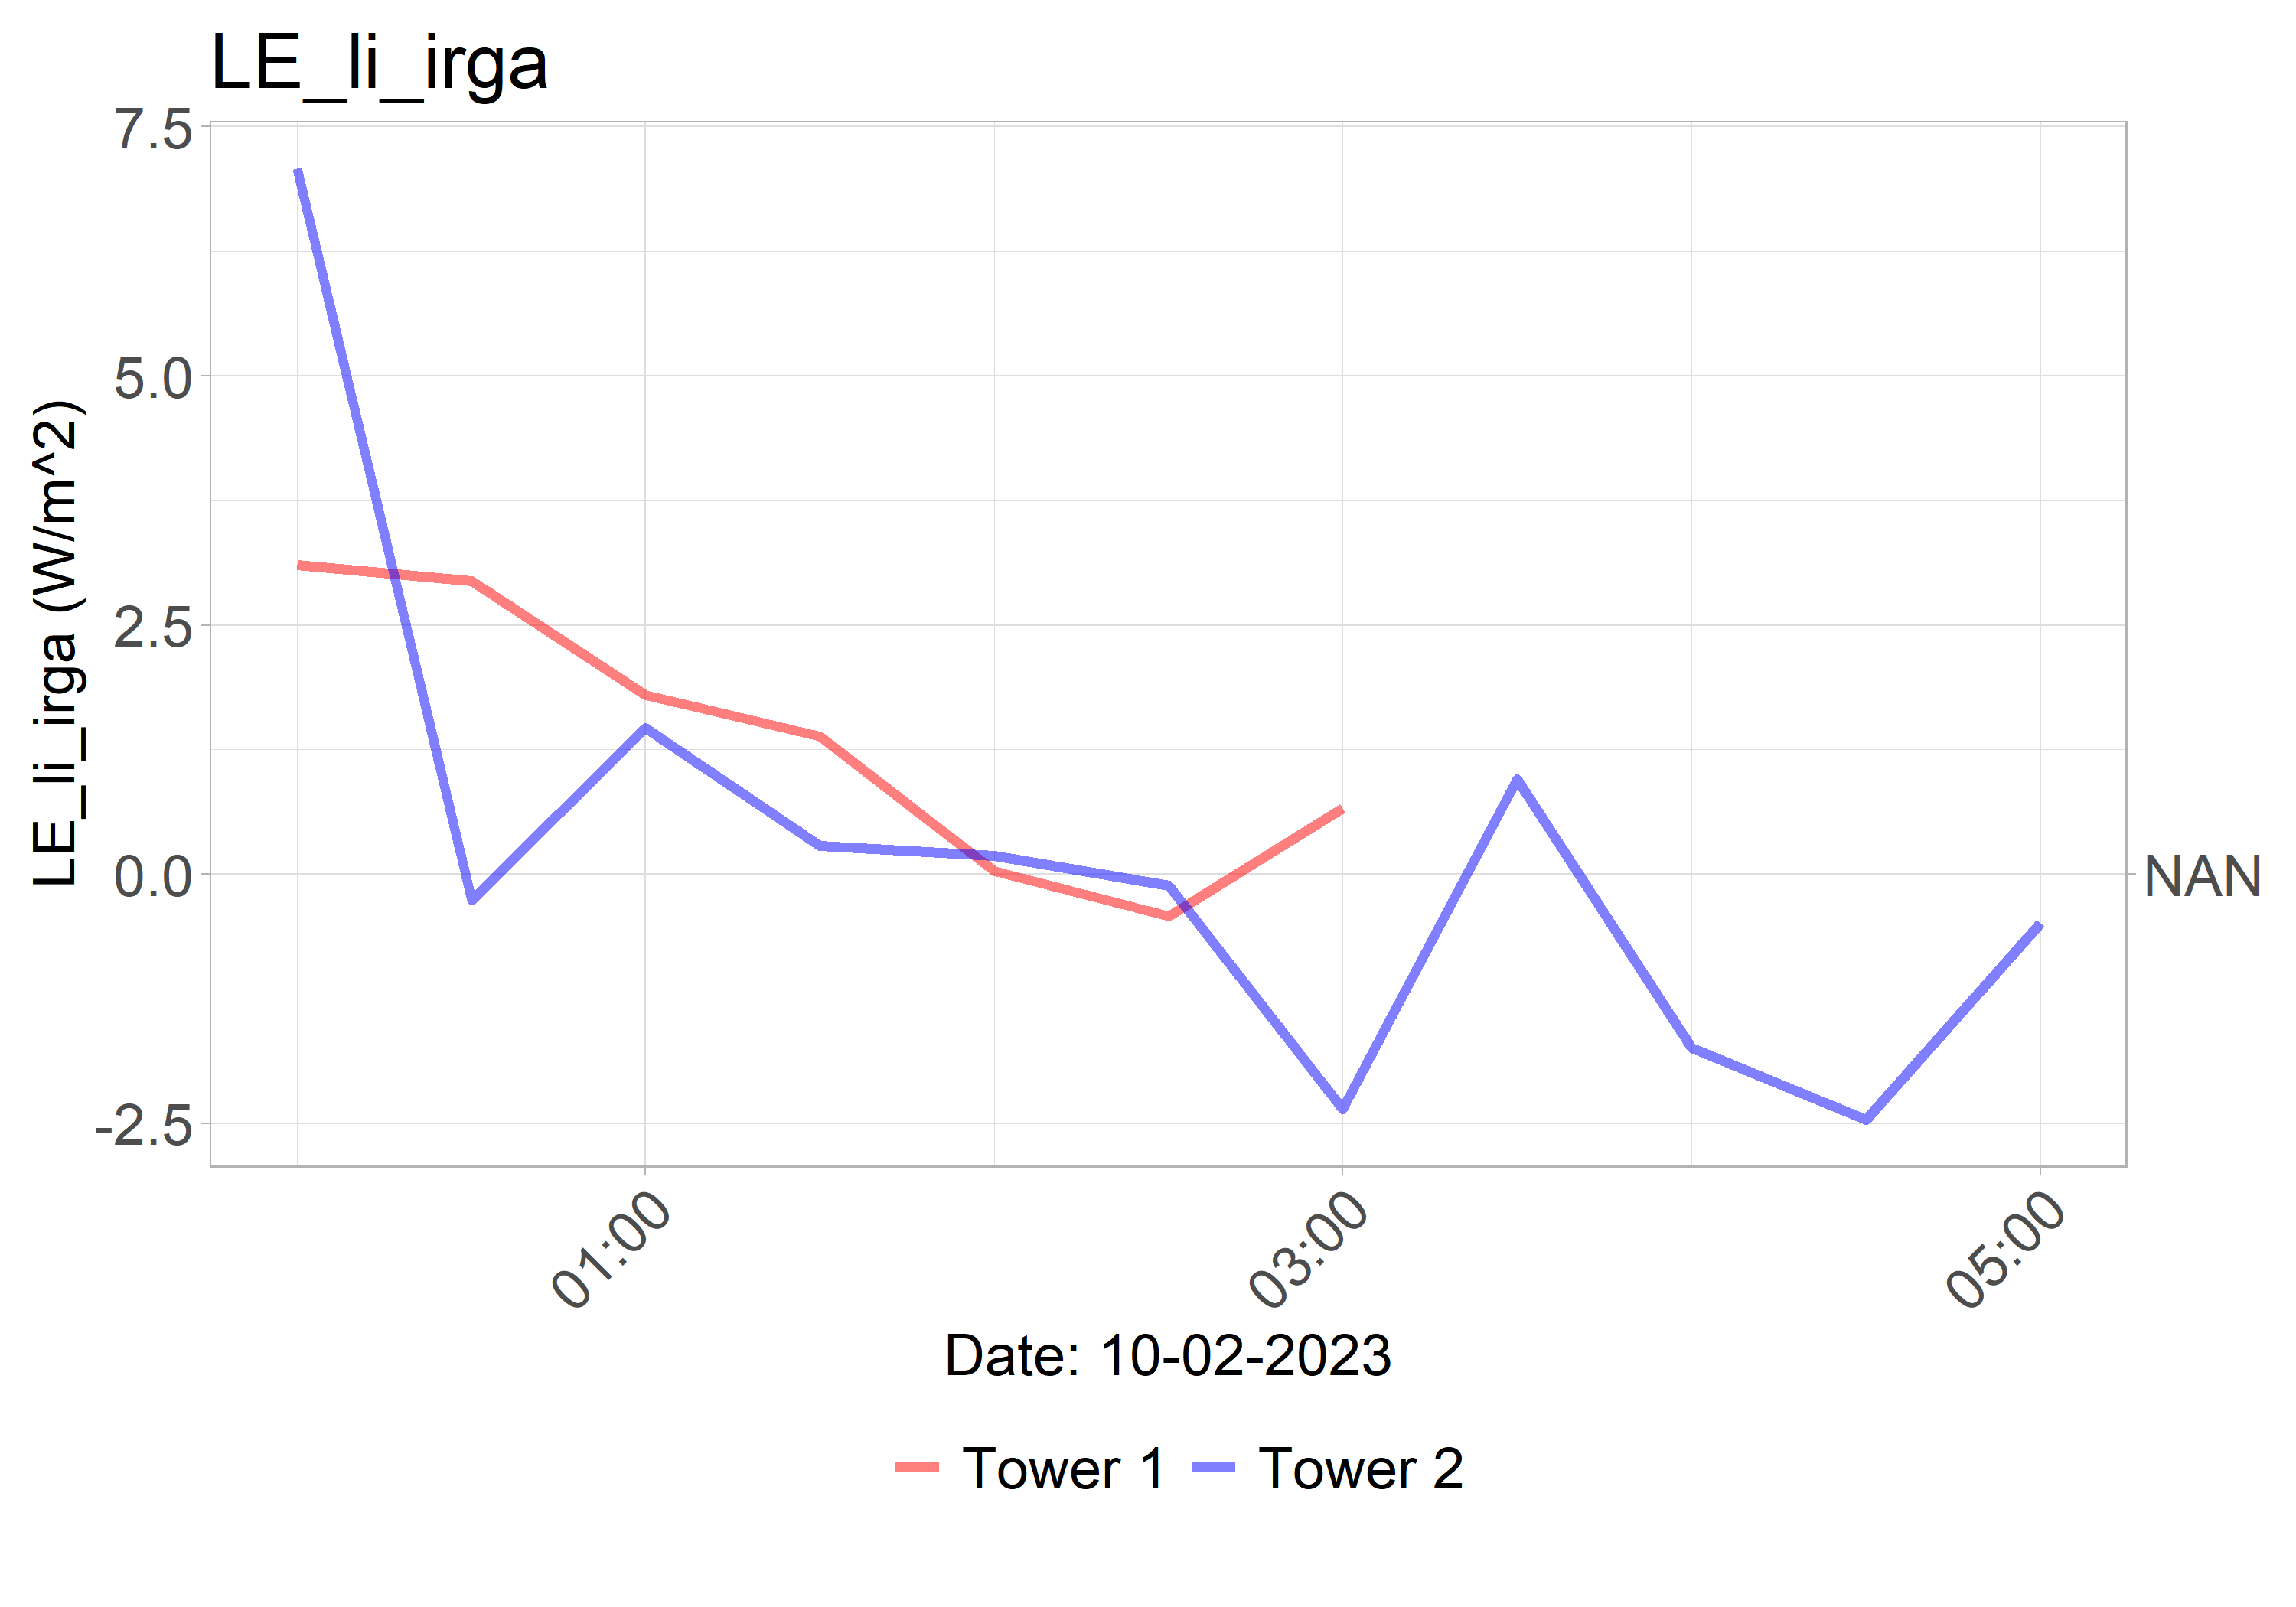 LE_li_irga
7.5
5.0
2.5
0.0
-2.5
LE_li_irga (W/m^2)
NAN
01:00
03:00
05:00
Date: 10-02-2023
Tower 1
Tower 2